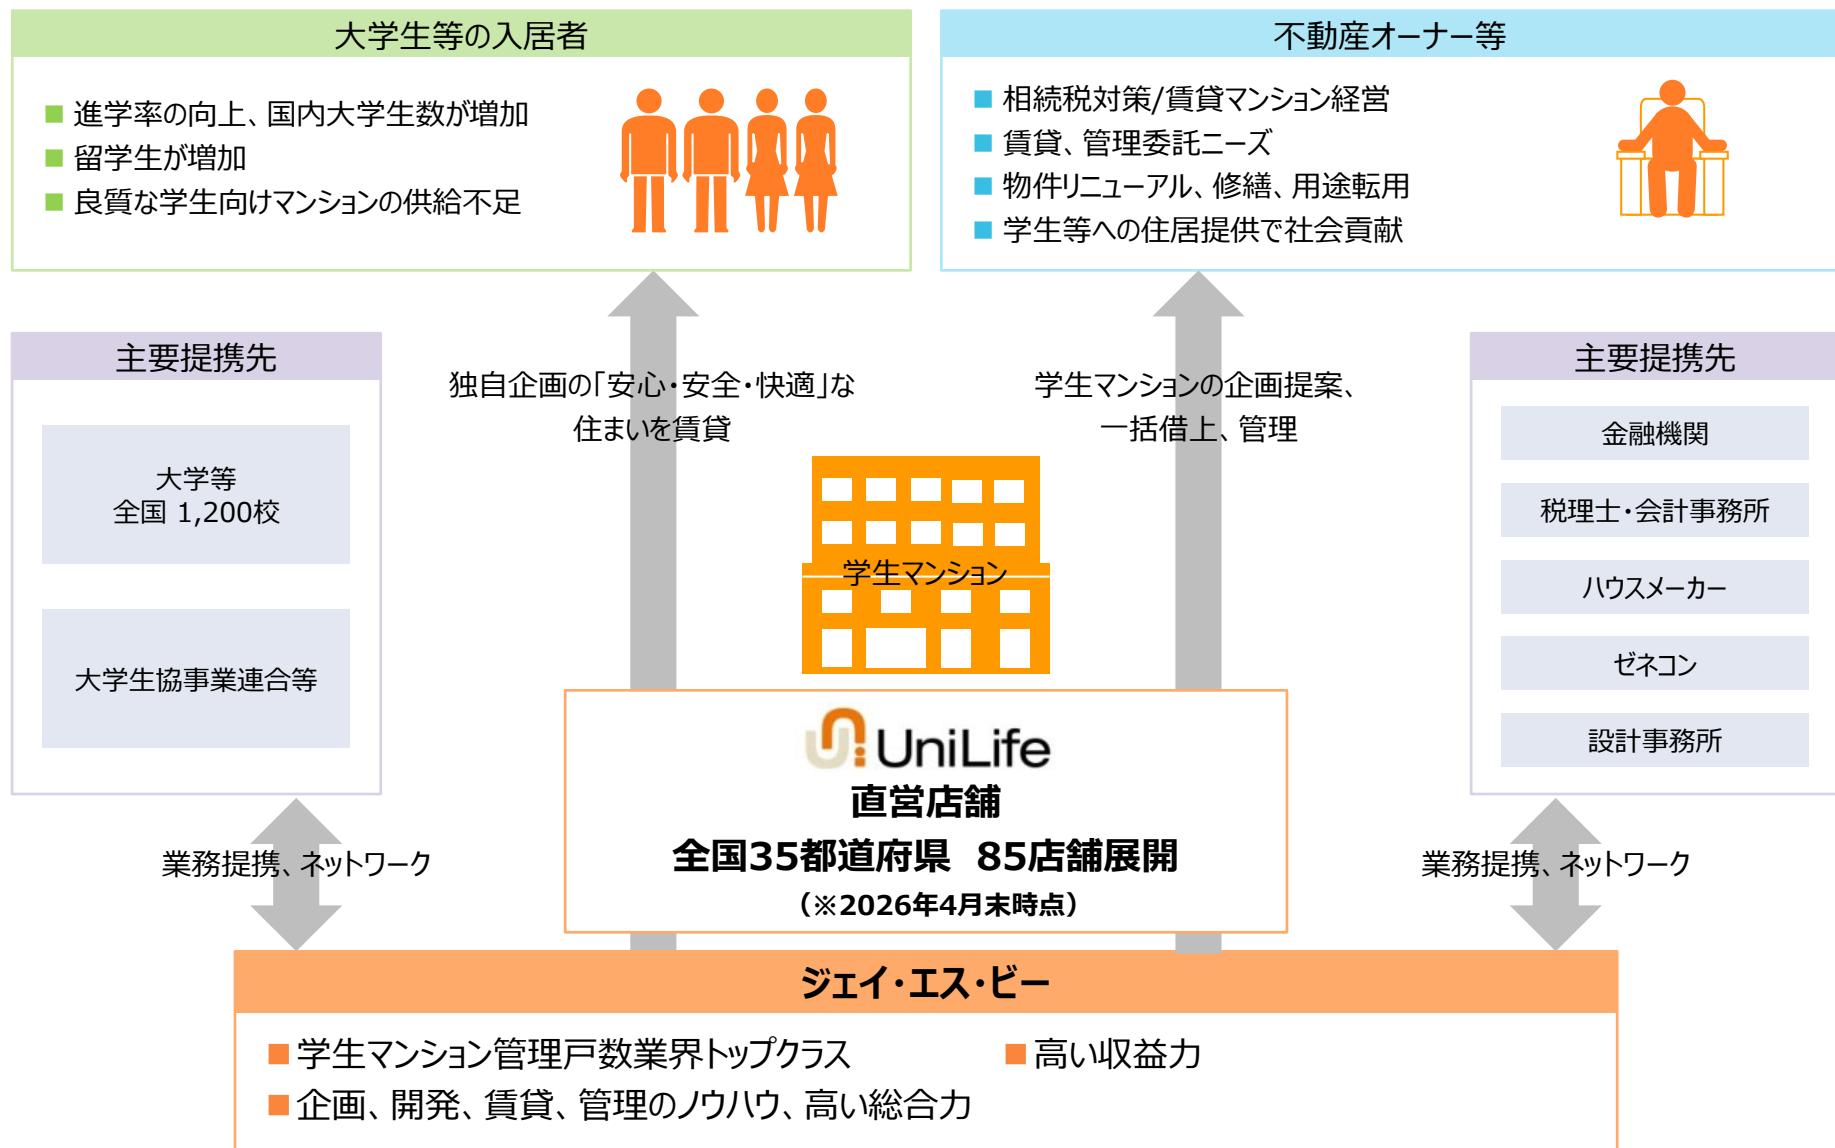 大学生等の入居者
進学率の向上、国内大学生数が増加
留学生が増加
良質な学生向けマンションの供給不足
不動産オーナー等
相続税対策/賃貸マンション経営
賃貸、管理委託ニーズ
物件リニューアル、修繕、用途転用
学生等への住居提供で社会貢献
主要提携先
大学等
全国 1,200校
大学生協事業連合等
業務提携、ネットワーク
独自企画の「安心・安全・快適」な
住まいを賃貸
学生マンションの企画提案、
一括借上、管理
学生マンション
主要提携先
金融機関
税理士・会計事務所
ハウスメーカー
ゼネコン
設計事務所
業務提携、ネットワーク
UniLife
直営店舗
全国35都道府県 85店舗展開
（※2026年4月末時点）
ジェイ・エス・ビー
学生マンション管理戸数業界トップクラス
高い収益力
企画、開発、賃貸、管理のノウハウ、高い総合力